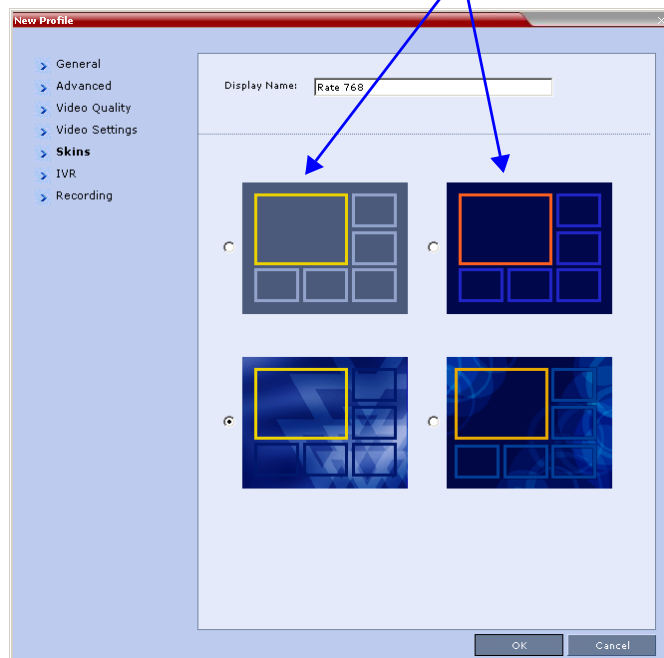 New Profile
General
Advanced
Video Quality
Video Settings
Skins
IVR
Recording
Display Name: Rate 768
OK Cancel